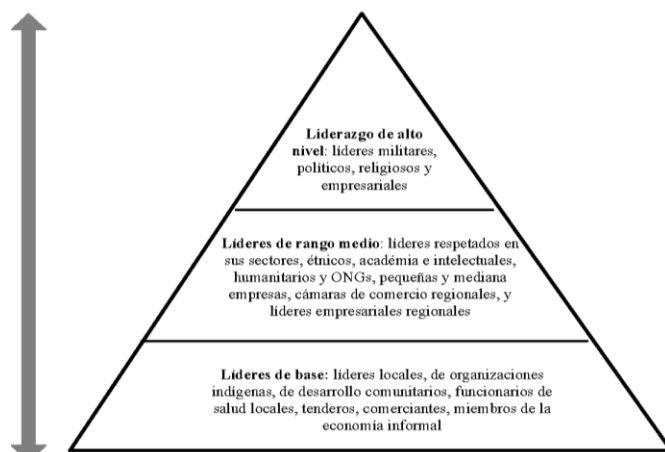 Liderazgo de alto
nivel: líderes militares,
políticos, religiosos y
empresariales
Líderes de rango medio: líderes respetados en
sus sectores, étnicos, académia e intelectuales,
humanitarios y ONGs, pequeñas y mediana
empresas, cámaras de comercio regionales, y
líderes empresariales regionales
Líderes de base: líderes locales, de organizaciones
indígenas, de desarrollo comunitarios, funcionarios de
salud locales, tenderos, comerciantes, miembros de la
economía informal